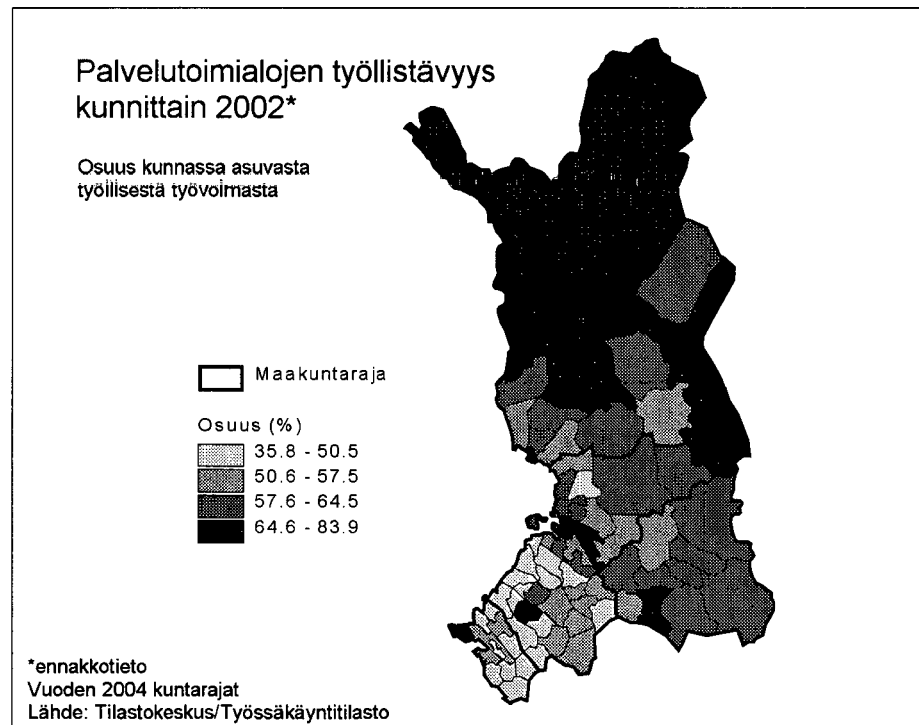 Palvelutoimialojen työllistävyys
kunnittain 2002*
Osuus kunnassa asuvasta
työllisestä työvoimasta
Maakuntaraja
Osuus (%)
35.8 - 50.5
50.6 - 57.5
57.6 - 64.5
64.6 - 83.9
*ennakkotieto
Vuoden 2004 kuntarajat
Lähde: Tilastokeskus/Työssäkäyntitilasto